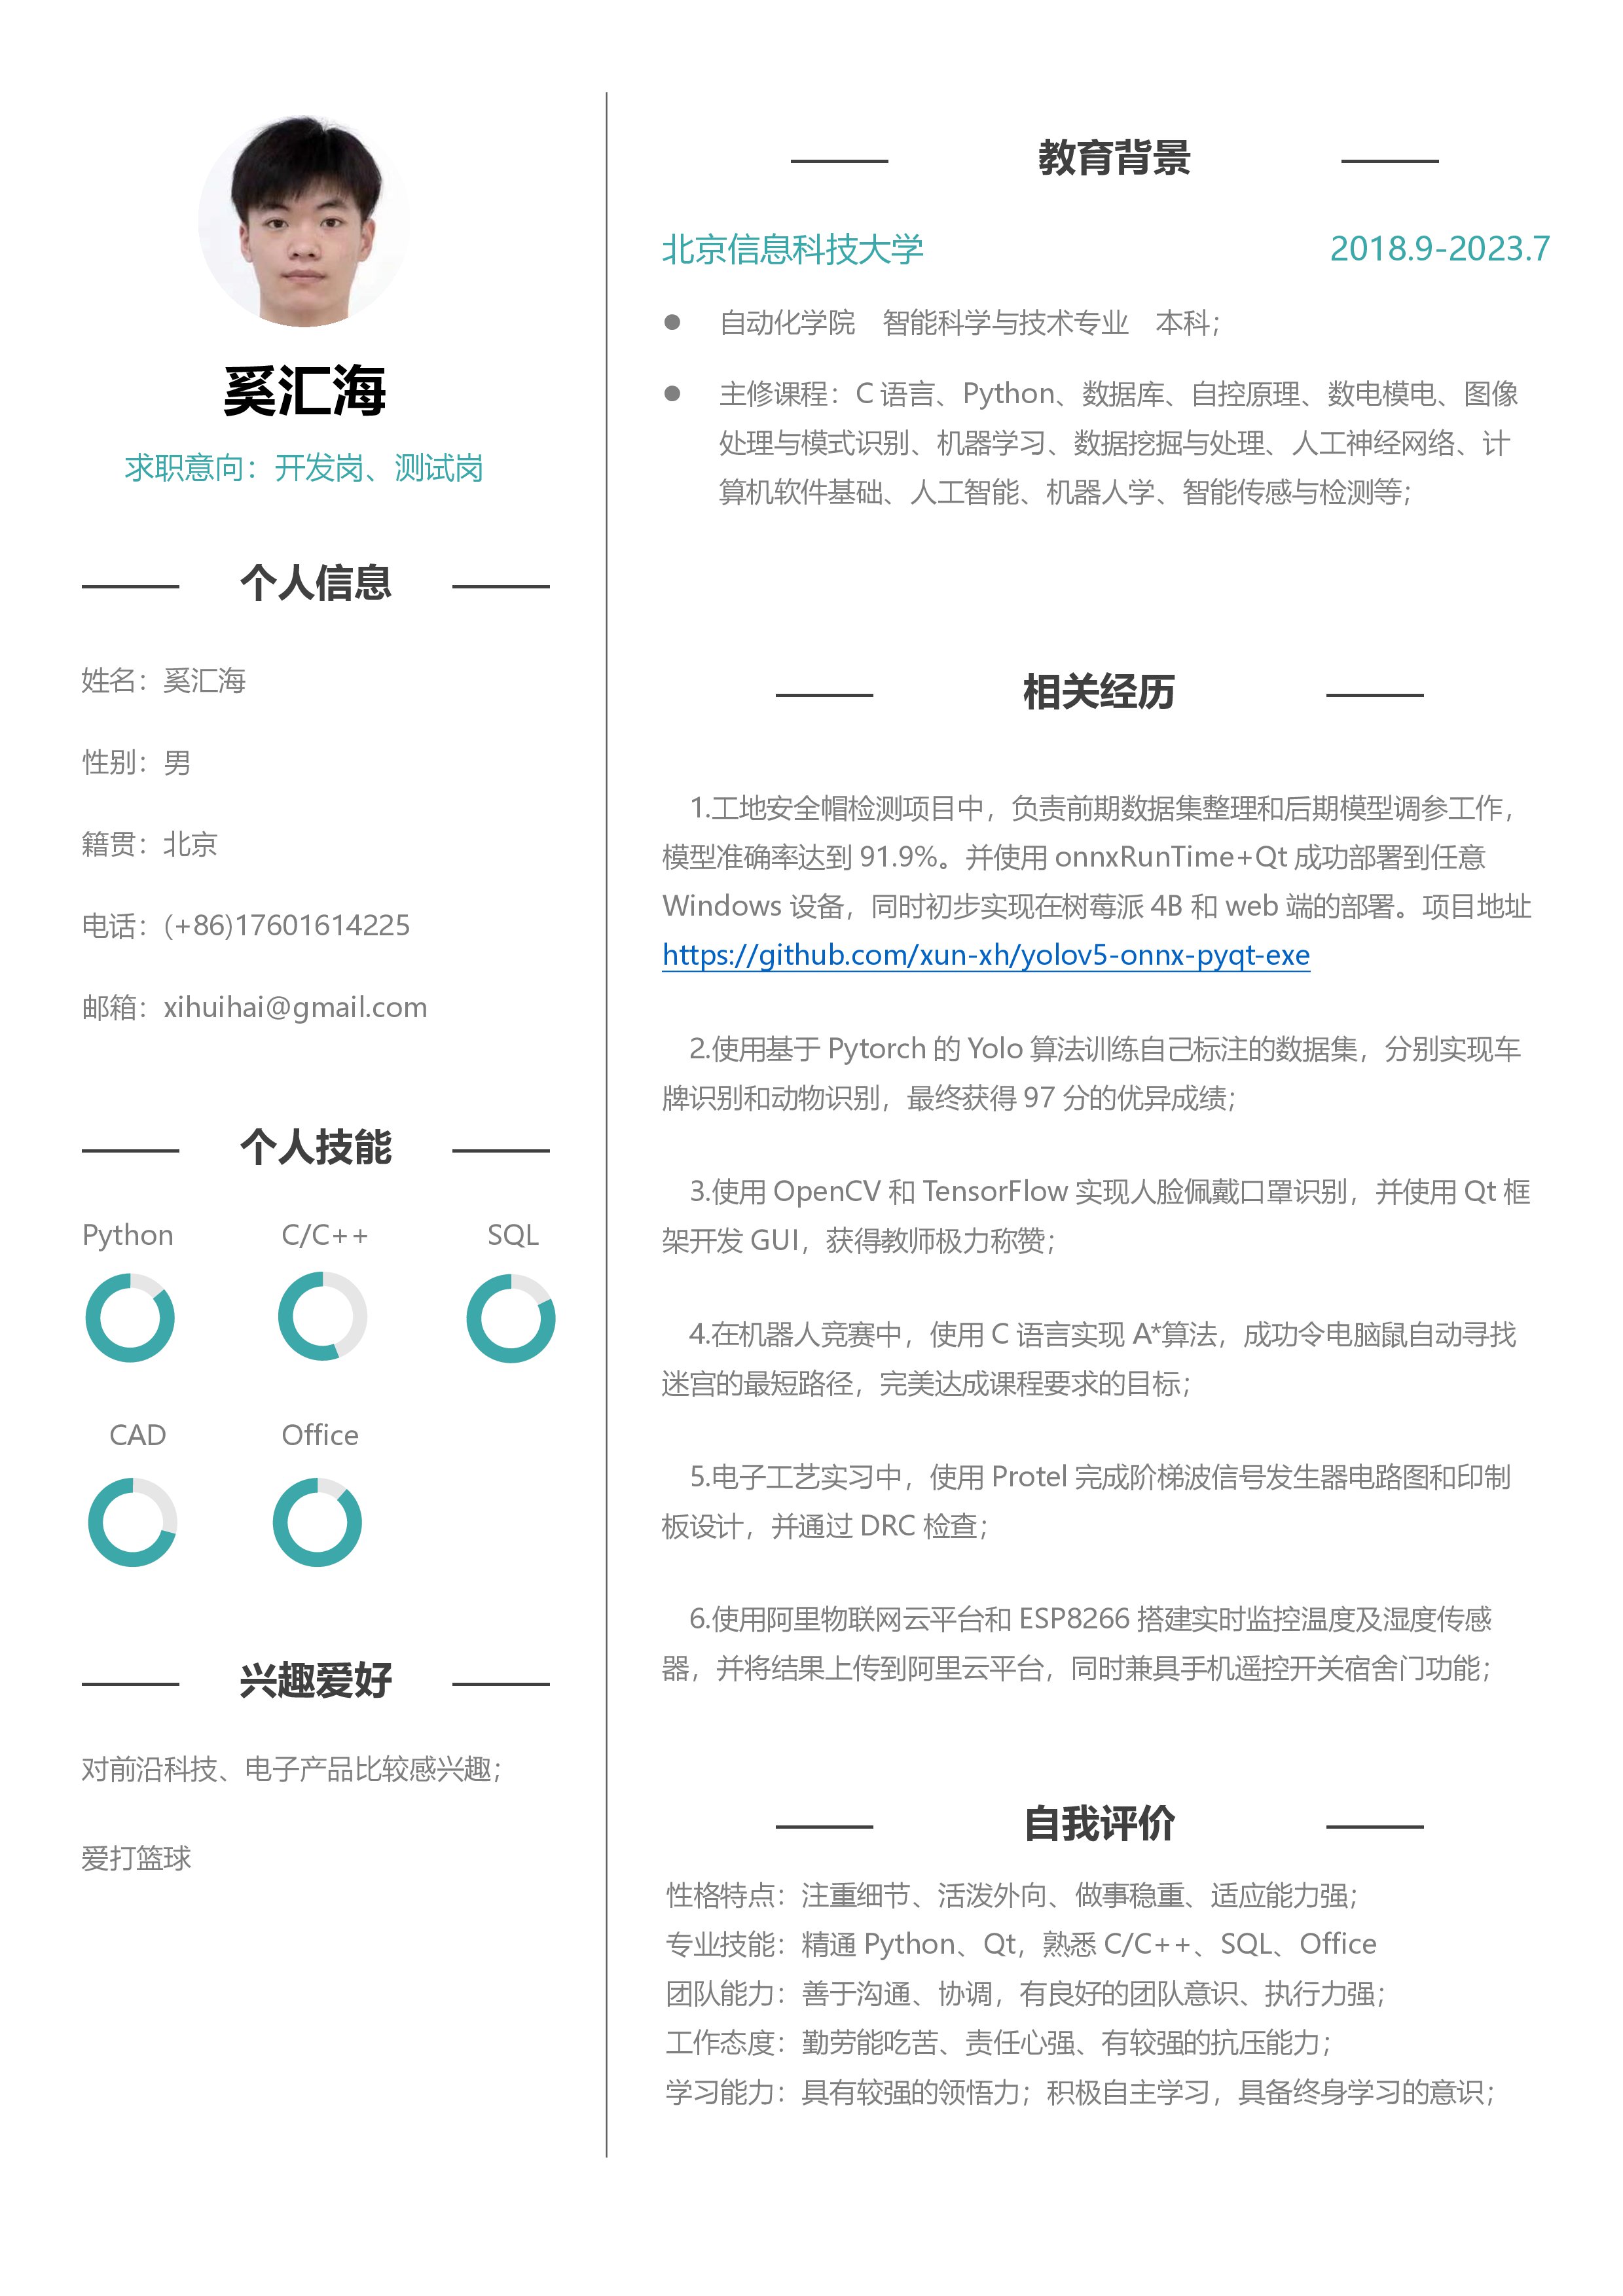 奚汇海
求职意向：开发岗、测试岗
个人信息
姓名：奚汇海
性别：男
籍贯：北京
电话：(+86)17601614225
邮箱：xihuihai@gmail.com
个人技能
Python C/C++ SQL
CAD Office
兴趣爱好
对前沿科技、电子产品比较感兴趣；
爱打篮球
教育背景
北京信息科技大学 2018.9-2023.7
● 自动化学院 智能科学与技术专业 本科；
● 主修课程：C 语言、Python、数据库、自控原理、数电模电、图像
处理与模式识别、机器学习、数据挖掘与处理、人工神经网络、计
算机软件基础、人工智能、机器人学、智能传感与检测等；
相关经历
1.工地安全帽检测项目中，负责前期数据集整理和后期模型调参工作，
模型准确率达到 91.9%。并使用 onnxRunTime+Qt 成功部署到任意
Windows 设备，同时初步实现在树莓派 4B 和 web 端的部署。项目地址
https://github.com/xun-xh/yolov5-onnx-pyqt-exe
2.使用基于 Pytorch 的 Yolo 算法训练自己标注的数据集，分别实现车
牌识别和动物识别，最终获得 97 分的优异成绩；
3.使用 OpenCV 和 TensorFlow 实现人脸佩戴口罩识别，并使用 Qt 框
架开发 GUI，获得教师极力称赞；
4.在机器人竞赛中，使用 C 语言实现 A*算法，成功令电脑鼠自动寻找
迷宫的最短路径，完美达成课程要求的目标；
5.电子工艺实习中，使用 Protel 完成阶梯波信号发生器电路图和印制
板设计，并通过 DRC 检查；
6.使用阿里物联网云平台和 ESP8266 搭建实时监控温度及湿度传感
器，并将结果上传到阿里云平台，同时兼具手机遥控开关宿舍门功能；
自我评价
性格特点：注重细节、活泼外向、做事稳重、适应能力强；
专业技能：精通 Python、Qt，熟悉 C/C++、SQL、Office
团队能力：善于沟通、协调，有良好的团队意识、执行力强；
工作态度：勤劳能吃苦、责任心强、有较强的抗压能力；
学习能力：具有较强的领悟力；积极自主学习，具备终身学习的意识；